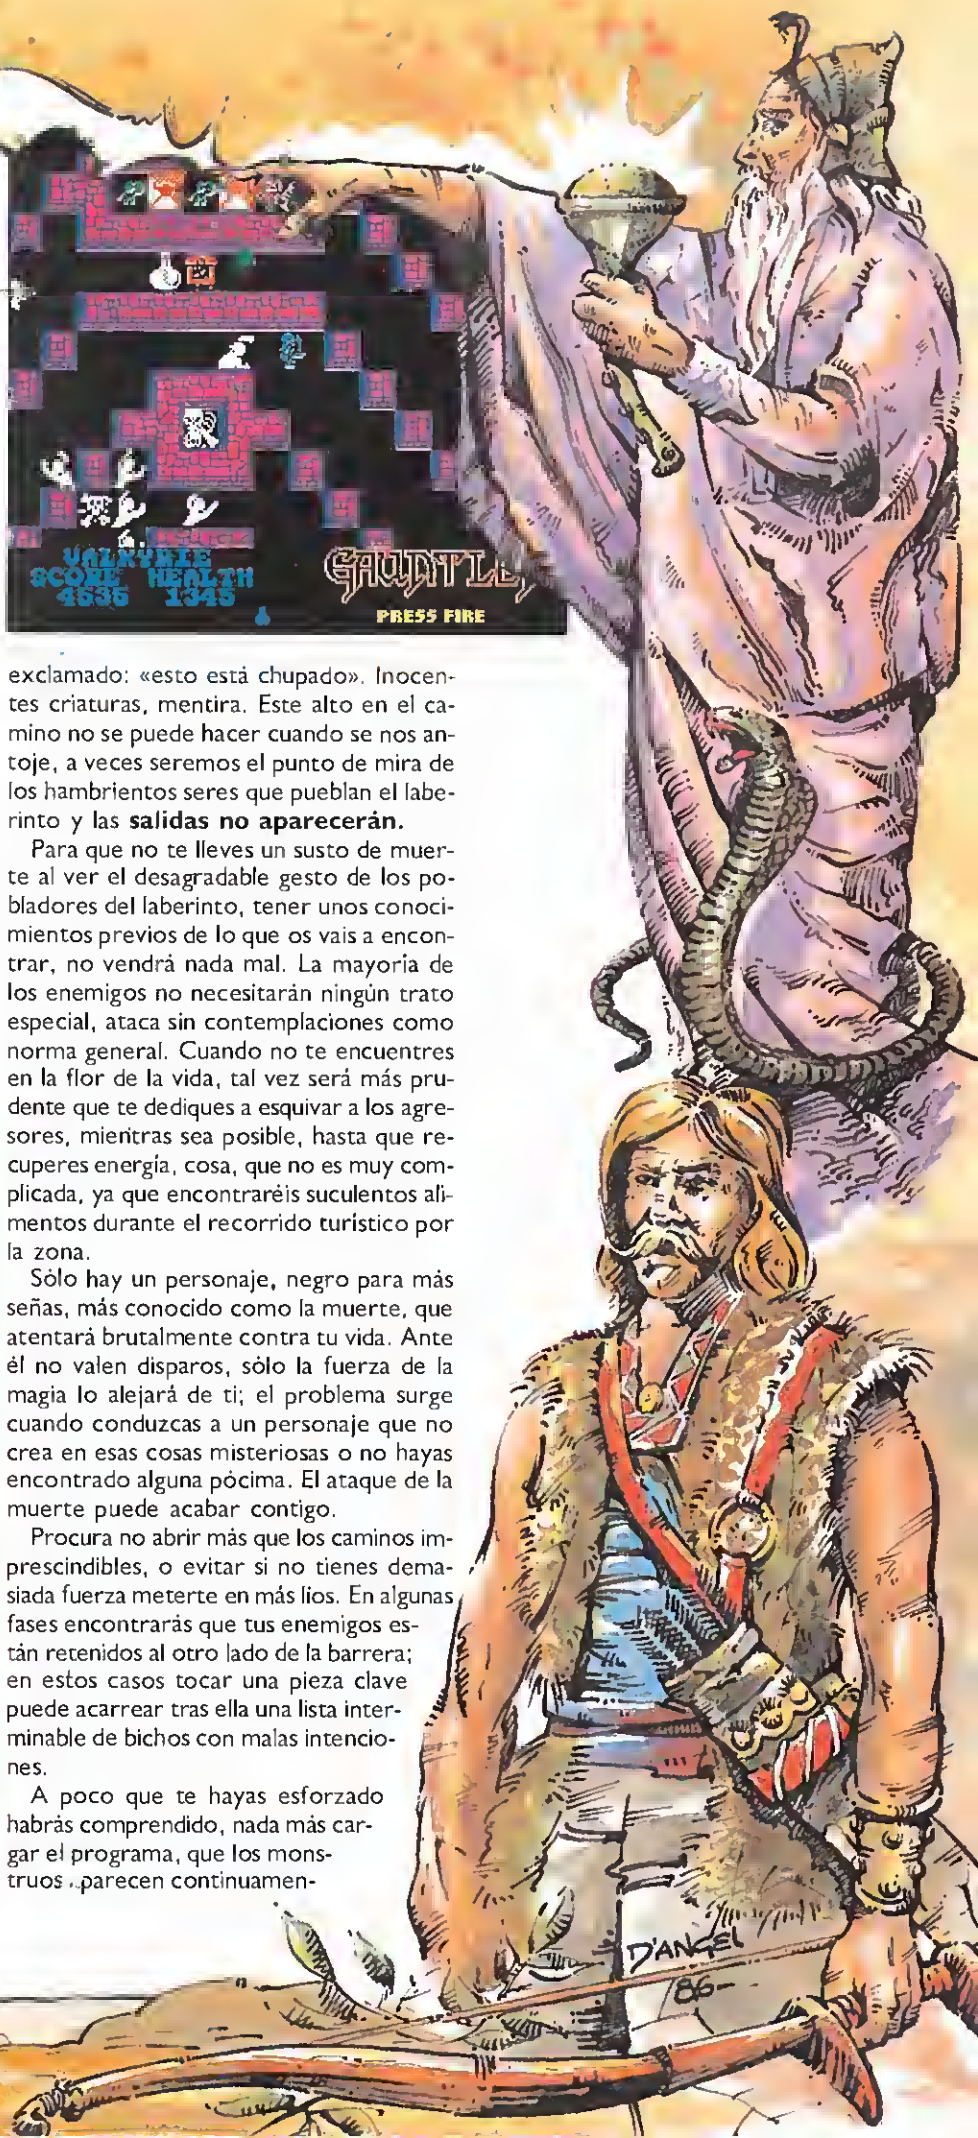 VALKYRIE
SCORE HEALTH
4535 1345
GAUNTLE
PRESS FIRE
exclamado: «esto está chupado». Inocen-
tes criaturas, mentira. Este alto en el ca-
mino no se puede hacer cuando se nos an-
toje, a veces seremos el punto de mira de
los hambrientos seres que pueblan el labe-
rinto y las salidas no aparecerán.
Para que no te lleves un susto de muer-
te al ver el desagradable gesto de los po-
bladores del laberinto, tener unos conoci-
mientos previos de lo que os vais a encon-
trar, no vendrá nada mal. La mayoría de
los enemigos no necesitarán ningún trato
especial, ataca sin contemplaciones como
norma general. Cuando no te encuentres
en la flor de la vida, tal vez será más pru-
dente que te dediques a esquivar a los agre-
sores, mientras sea posible, hasta que re-
cuperes energía, cosa, que no es muy com-
plicada, ya que encontraréis suculentos ali-
mentos durante el recorrido turístico por
la zona.
Sólo hay un personaje, negro para más
señas, más conocido como la muerte, que
atentará brutalmente contra tu vida. Ante
él no valen disparos, sólo la fuerza de la
magia lo alejará de ti; el problema surge
cuando conduzcas a un personaje que no
crea en esas cosas misteriosas o no hayas
encontrado alguna pócima. El ataque de la
muerte puede acabar contigo.
Procura no abrir más que los caminos im-
prescindibles, o evitar si no tienes dema-
siada fuerza meterte en más líos. En algunas
fases encontrarás que tus enemigos es-
tán retenidos al otro lado de la barrera;
en estos casos tocar una pieza clave
puede acarrear tras ella una lista inter-
minable de bichos con malas intencio-
nes.
A poco que te hayas esforzado
habrás comprendido, nada más car-
gar el programa, que los mons-
truos parecen continuamen-
D'ANGEL
86-